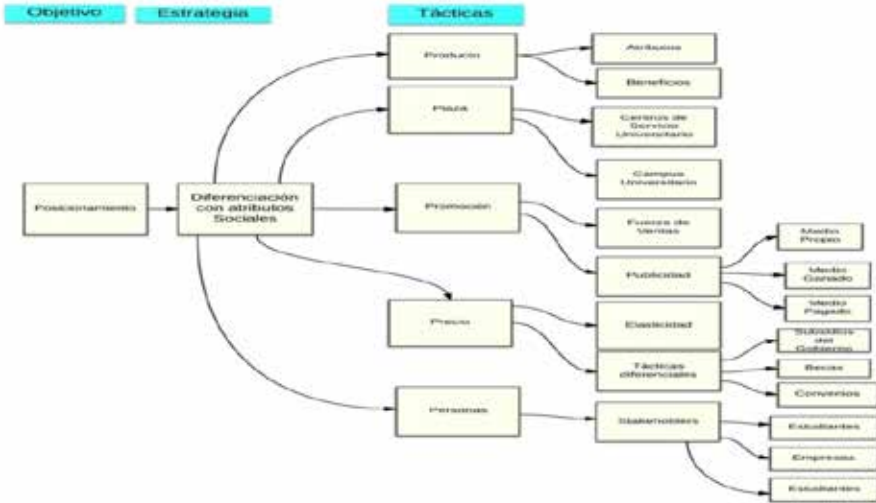 Objetivo
Estrategia
Tácticas
Producto
Atributos
Beneficios
Plaza
Centros de
Servicio
Universitario
Campus
Universitario
Posicionamiento
Diferenciación
con atributos
Sociales
Promoción
Fuerza de
Ventas
Publicidad
Medio
Propio
Medio
Ganado
Medio
Pagado
Precio
Elasticidad
Tácticas
diferenciales
Subsidios
del
Gobierno
Becas
Convenios
Personas
Stakeholders
Estudiantes
Empresas
Estudiantes